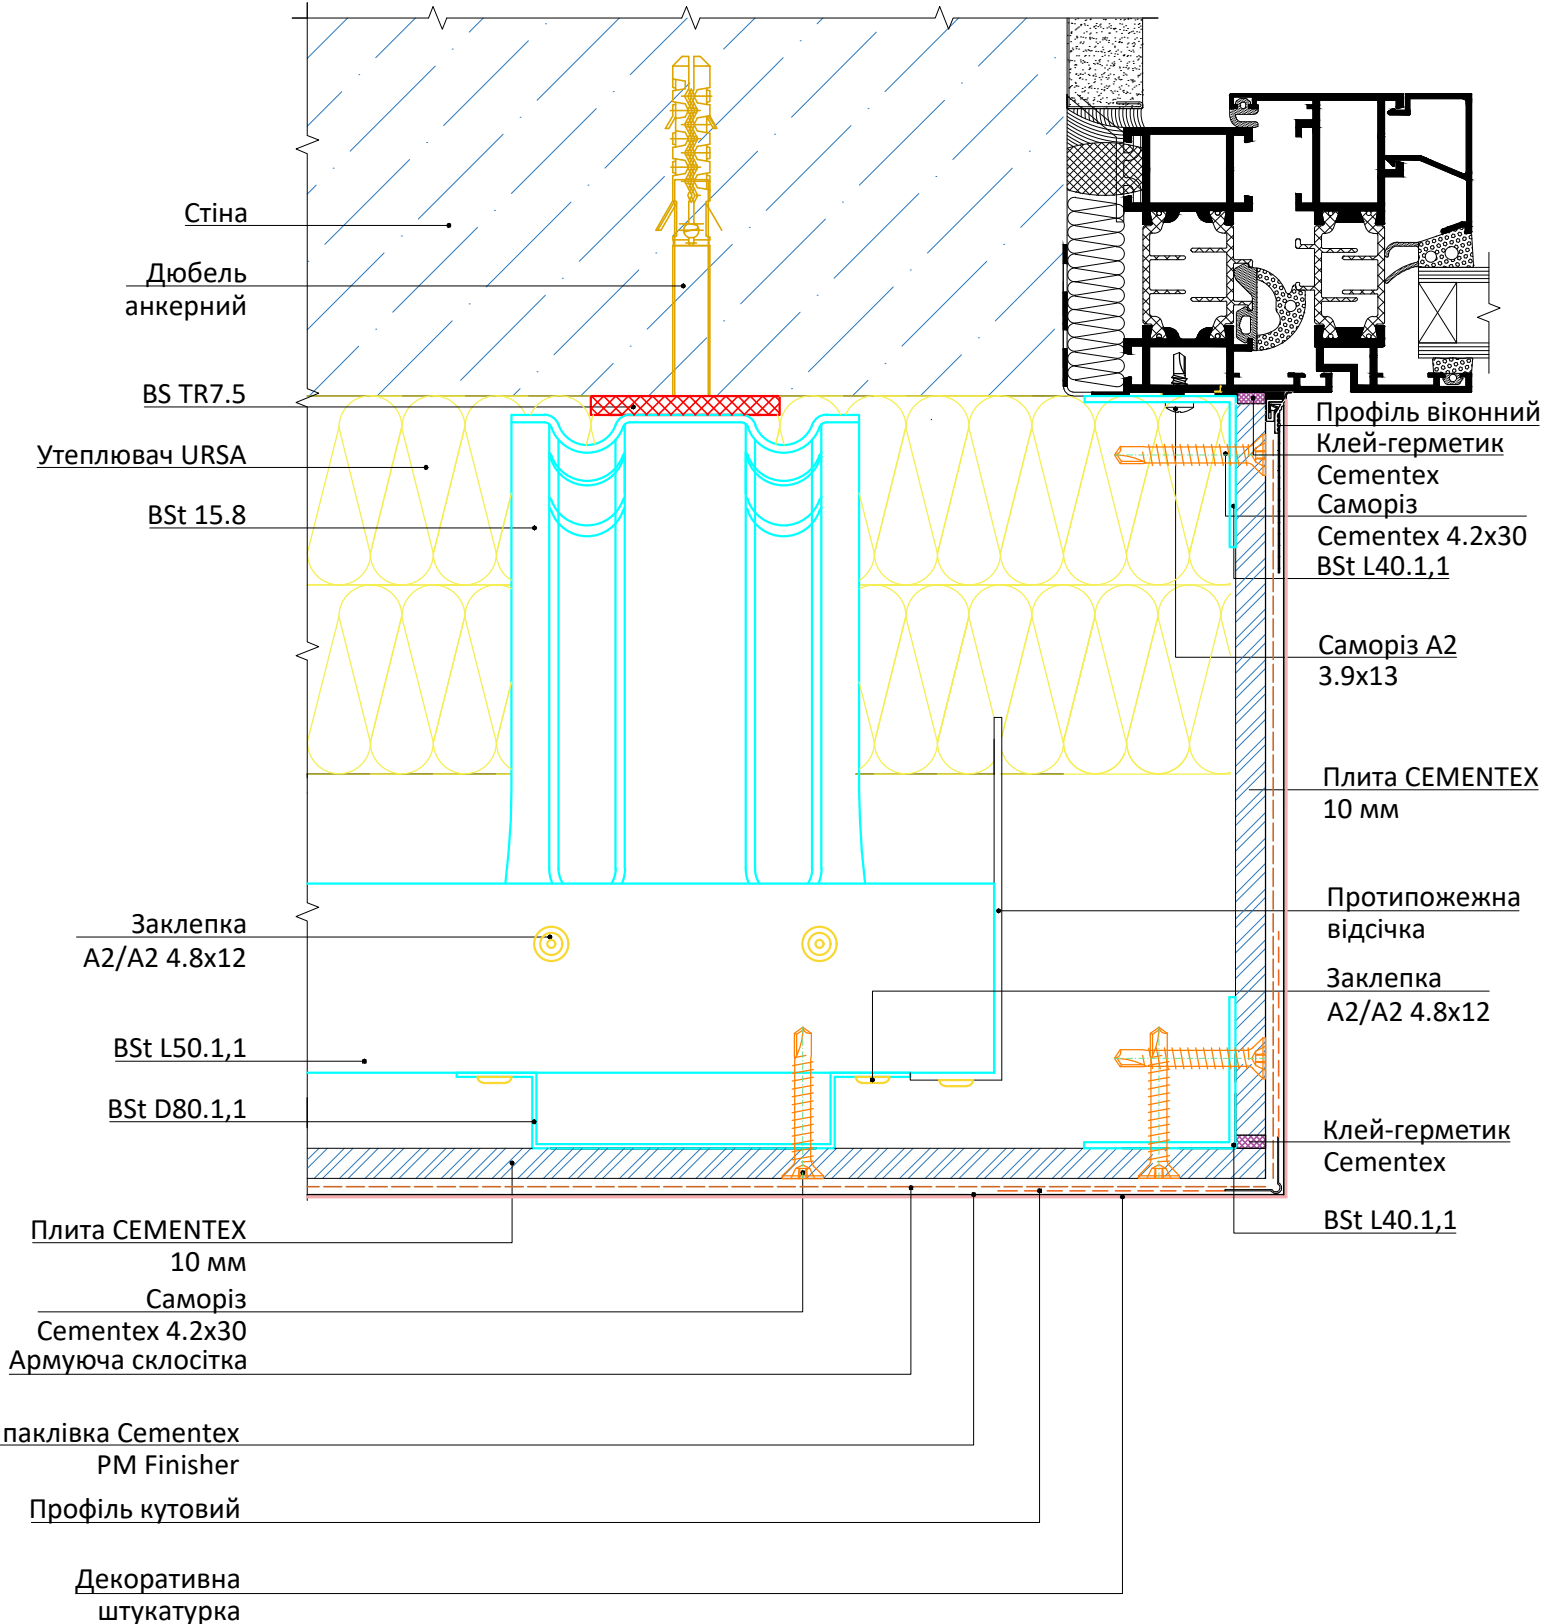 Стіна
Дюбель
анкерний
BS TR7.5
Утеплювач URSA
BSt 15.8
Заклепка
A2/A2 4.8x12
BSt L50.1,1
BSt D80.1,1
Плита CEMENTEX
10 мм
Саморіз
Cementex 4.2x30
Армуюча склосітка
паклівка Cementex
PM Finisher
Профіль кутовий
Декоративна
штукатурка
Профіль віконний
Клей-герметик
Cementex
Саморіз
Cementex 4.2x30
BSt L40.1,1
Саморіз A2
3.9x13
Плита CEMENTEX
10 мм
Протипожежна
відсічка
Заклепка
A2/A2 4.8x12
Клей-герметик
Cementex
BSt L40.1,1